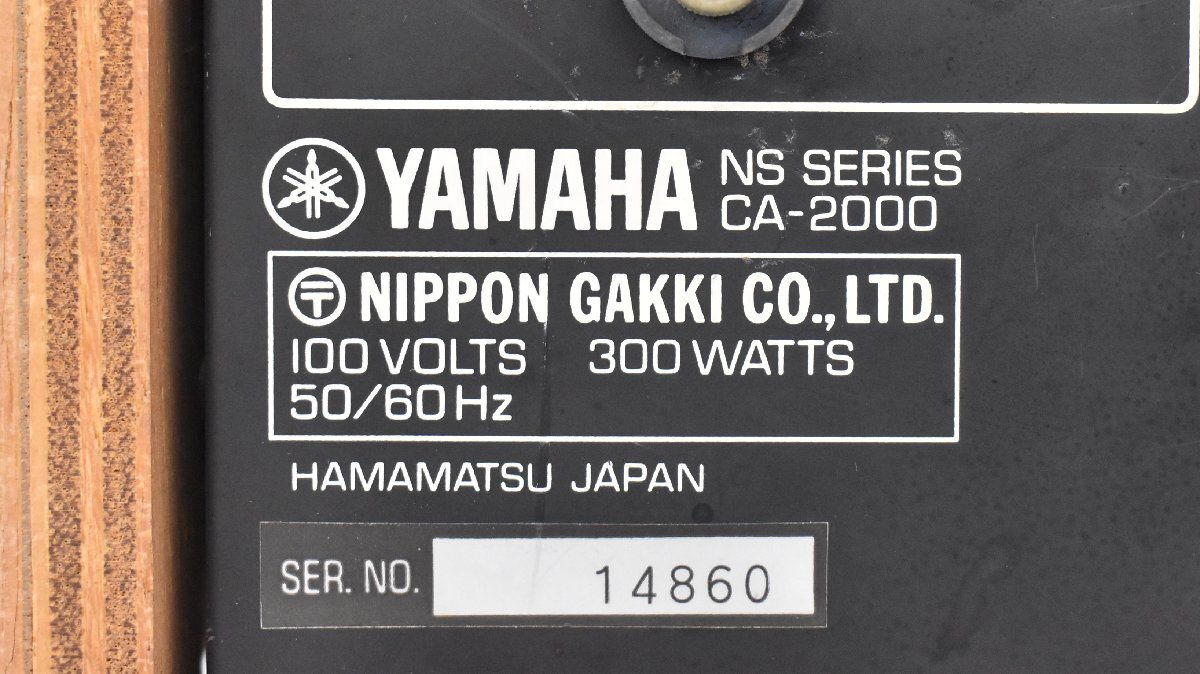 YAMAHA NS SERIES
CA-2000
NIPPON GAKKI CO., LTD.
100 VOLTS 300 WATTS
50/60 Hz
HAMAMATSU JAPAN
SER. NO. 14860